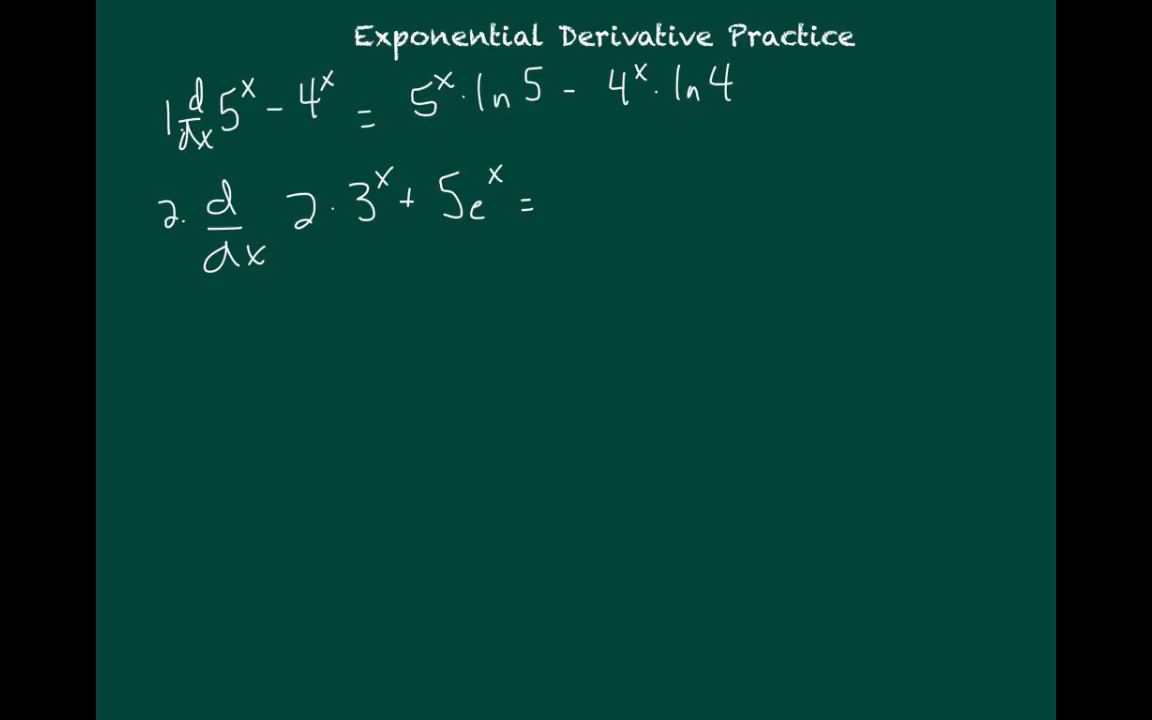 Exponential Derivative Practice
1 d/dx 5^x - 4^x = 5^x · ln 5 - 4^x · ln 4
2. d/dx 2 · 3^x + 5e^x =